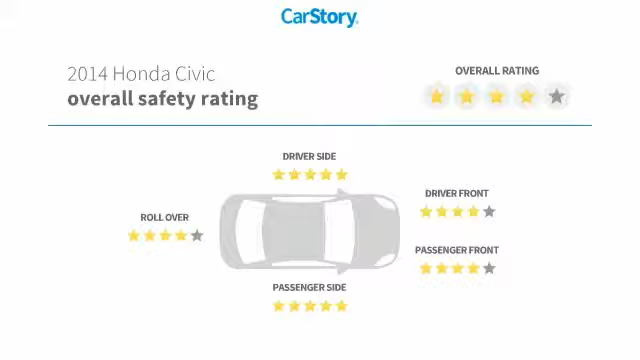 CarStory.
2014 Honda Civic
overall safety rating
OVERALL RATING
DRIVER SIDE
DRIVER FRONT
ROLL OVER
PASSENGER FRONT
PASSENGER SIDE